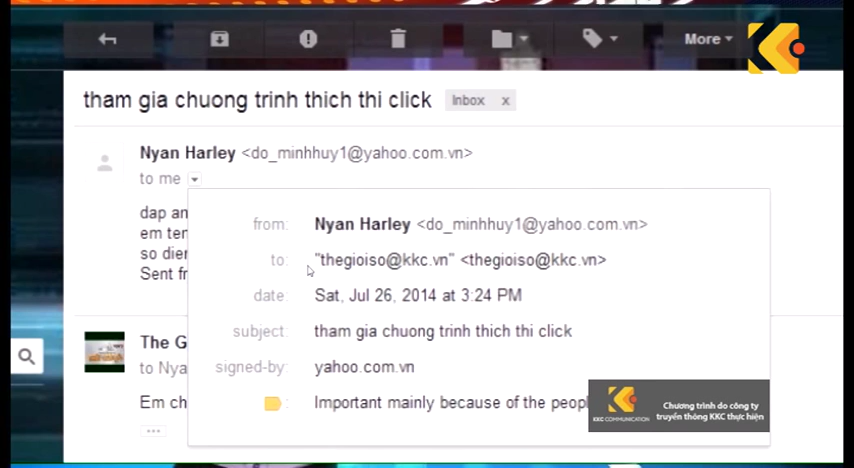 More
tham gia chuong trinh thich thi click Inbox x
Nyan Harley <do_minhhuy1@yahoo.com.vn>
to me
dap an
em ten
so dien
Sent fr
from: Nyan Harley <do_minhhuy1@yahoo.com.vn>
to: "thegioiso@kkc.vn" <thegioiso@kkc.vn>
date: Sat, Jul 26, 2014 at 3:24 PM
subject: tham gia chuong trinh thich thi click
signed-by: yahoo.com.vn
Important mainly because of the peopl
The G
to Nya
Em ch
KKC COMMUNICATION
Chương trình do công ty
truyền thông KKC thực hiện